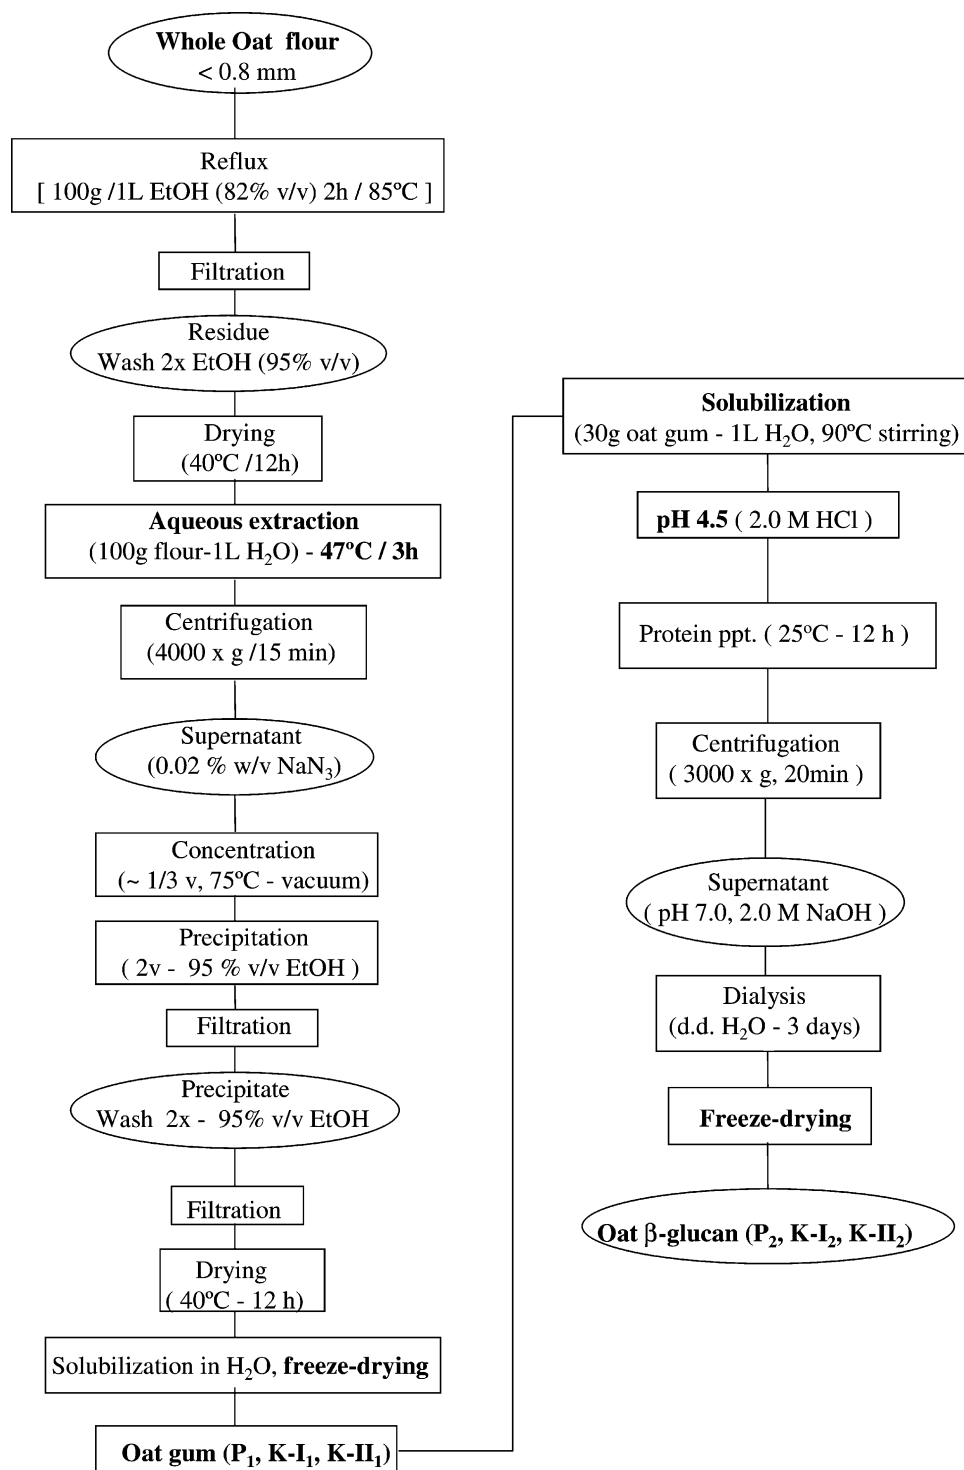 Whole Oat flour
< 0.8 mm
Reflux
[ 100g /1L EtOH (82% v/v) 2h / 85ºC ]
Filtration
Residue
Wash 2x EtOH (95% v/v)
Drying
(40ºC /12h)
Aqueous extraction
(100g flour-1L H₂O) - 47ºC / 3h
Centrifugation
(4000 x g /15 min)
Supernatant
(0.02 % w/v NaN₃)
Concentration
(~ 1/3 v, 75ºC - vacuum)
Precipitation
( 2v - 95 % v/v EtOH )
Filtration
Precipitate
Wash 2x - 95% v/v EtOH
Filtration
Drying
( 40ºC - 12 h)
Solubilization in H₂O, freeze-drying
Oat gum (P₁, K-I₁, K-II₁)
Solubilization
(30g oat gum - 1L H₂O, 90ºC stirring)
pH 4.5 ( 2.0 M HCl )
Protein ppt. ( 25ºC - 12 h )
Centrifugation
( 3000 x g, 20min )
Supernatant
( pH 7.0, 2.0 M NaOH )
Dialysis
(d.d. H₂O - 3 days)
Freeze-drying
Oat β-glucan (P₂, K-I₂, K-II₂)